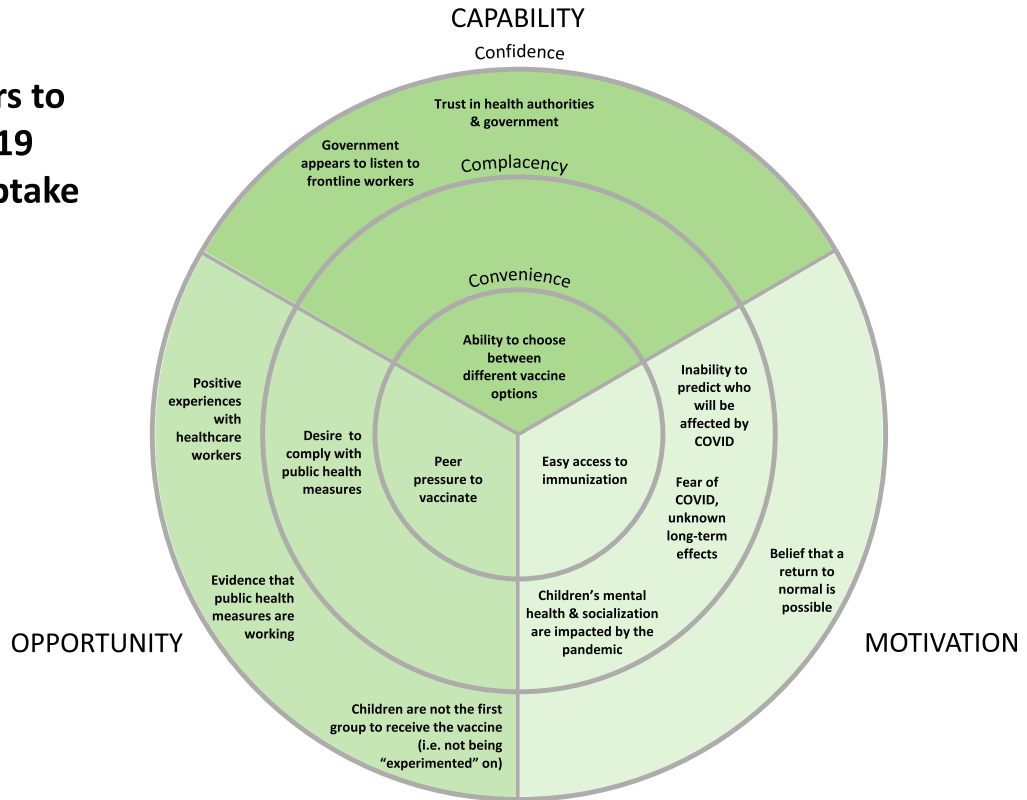 CAPABILITY
Confidence
rs to
19
ptake
Trust in health authorities
& government
Government
appears to listen to
frontline workers
Complacency
Convenience
Ability to choose
between
different vaccine
options
Positive
experiences
with
healthcare
workers
Desire to
comply with
public health
measures
Peer
pressure to
vaccinate
Easy access to
immunization
Inability to
predict who
will be
affected by
COVID
Fear of
COVID,
unknown
long-term
effects
Belief that a
return to
normal is
possible
Evidence that
public health
measures are
working
Children’s mental
health & socialization
are impacted by the
pandemic
OPPORTUNITY
MOTIVATION
Children are not the first
group to receive the vaccine
(i.e. not being
“experimented” on)